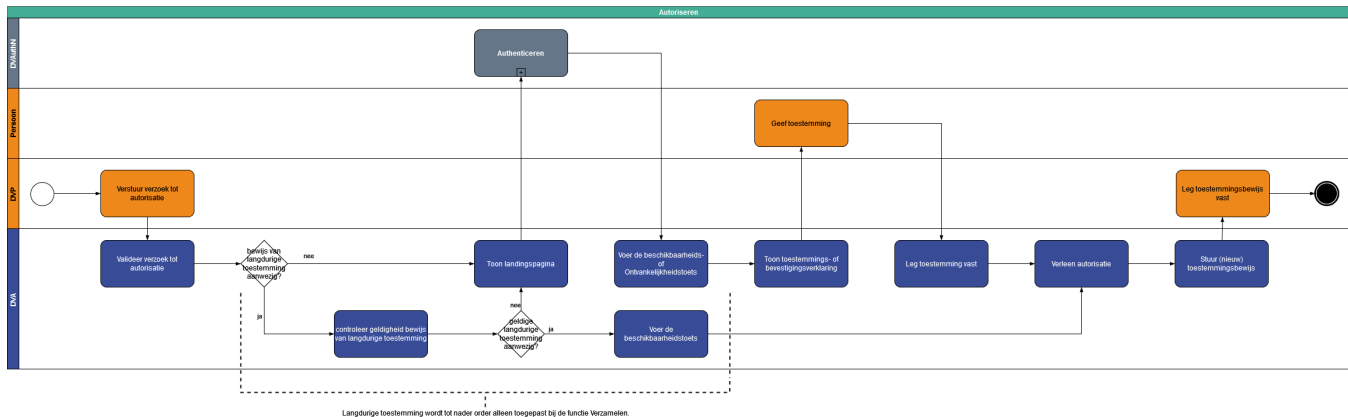 Autoriseren
DVAuthN
Authenticeren
Persoon
Geef toestemming
DVP
Verstuur verzoek tot
autorisatie
Leg toestemmingsbewijs
vast
DVA
Valideer verzoek tot
autorisatie
bewijs van
langdurige
toestemming
aanwezig?
nee
Toon landingspagina
Voer de beschikbaarheids-
of
Ontvankelijkheidstoets
Toon toestemmings- of
bevestigingsverklaring
Leg toestemming vast
Verleen autorisatie
Stuur (nieuw)
toestemmingsbewijs
ja
controleer geldigheid bewijs
van langdurige toestemming
nee
geldige
langdurige
toestemming
aanwezig?
ja
Voer de
beschikbaarheidstoets
Langdurige toestemming wordt tot nader order alleen toegepast bij de functie Verzamelen.